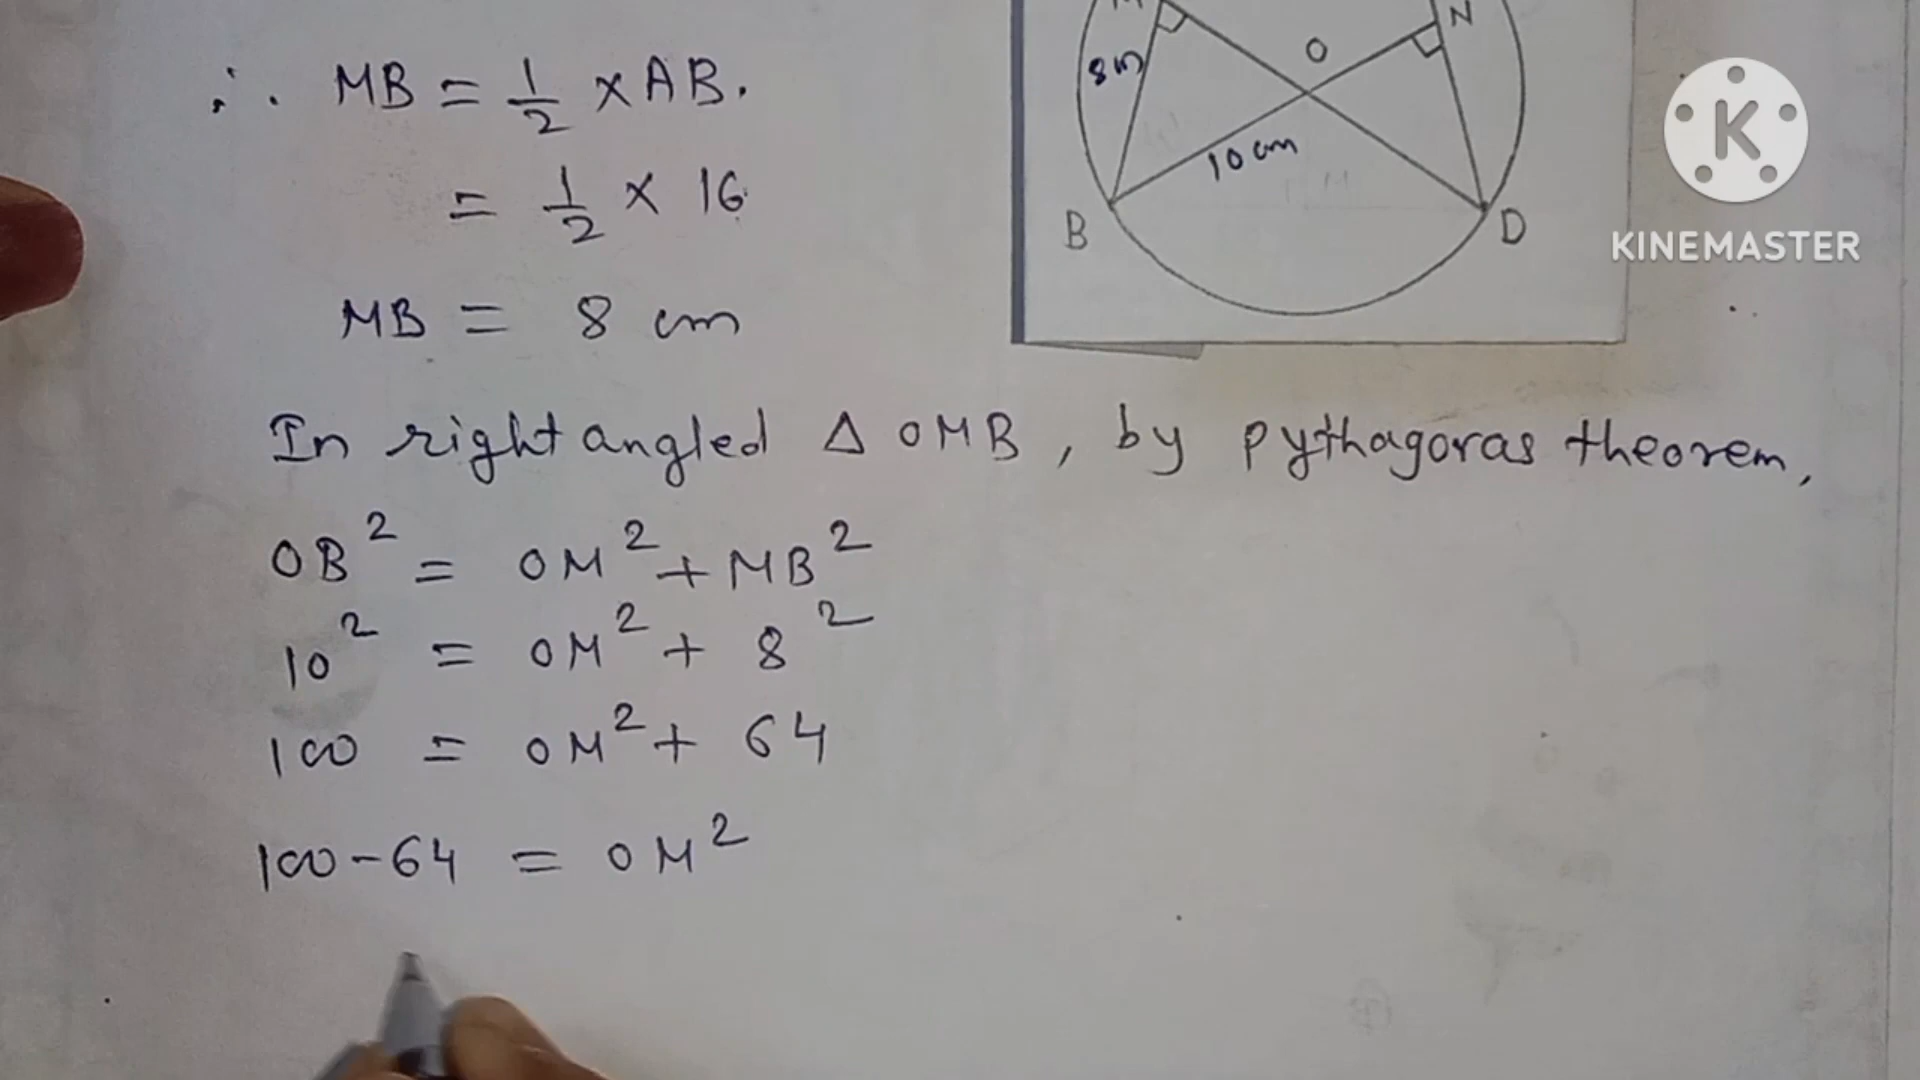 ∴ MB = 1/2 × AB.
= 1/2 × 16
MB = 8 cm
In right angled △ OMB, by pythagoras theorem,
OB² = OM² + MB²
10² = OM² + 8²
100 = OM² + 64
100 - 64 = OM²
N
O
8 cm
10 cm
B
D
K
KINEMASTER